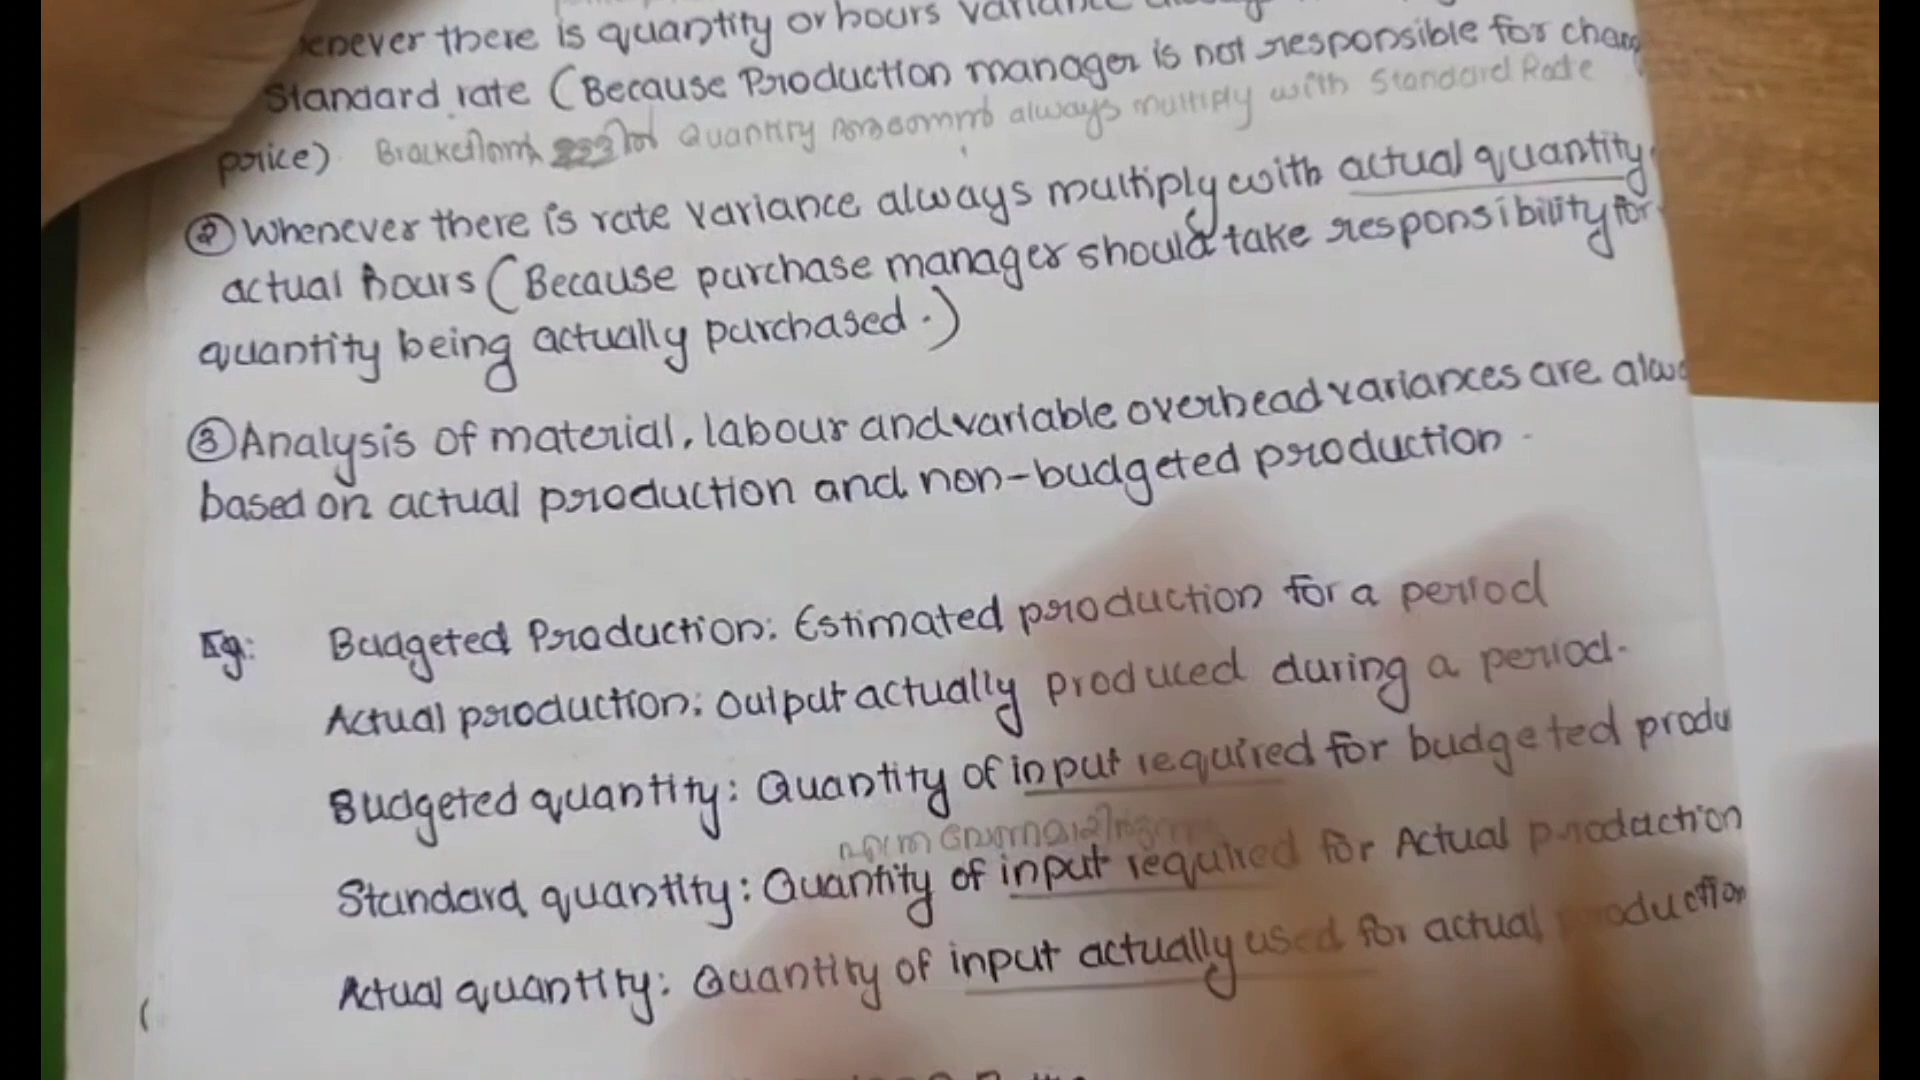 there is quantity or hours
Standard rate (Because Production manager is not responsible for
price) Quantity always multiply with Standard Rate
② Whenever there is rate variance always multiply with actual quantity
actual hours (Because purchase manager should take responsibility for
quantity being actually purchased.)
③ Analysis of material, labour and variable overhead variances are
based on actual production and non-budgeted production
Eg: Budgeted Production: Estimated production for a period
Actual production: output actually produced during a period.
Budgeted quantity: Quantity of input required for budgeted produ
Standard quantity: Quantity of input required for Actual production
Actual quantity: Quantity of input actually used for actual production